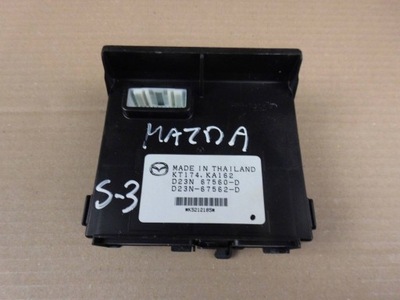 MAZDA
MADE IN THAILAND
KT174,KA162
D23N 67560-D
D23N-67562-D
S-3